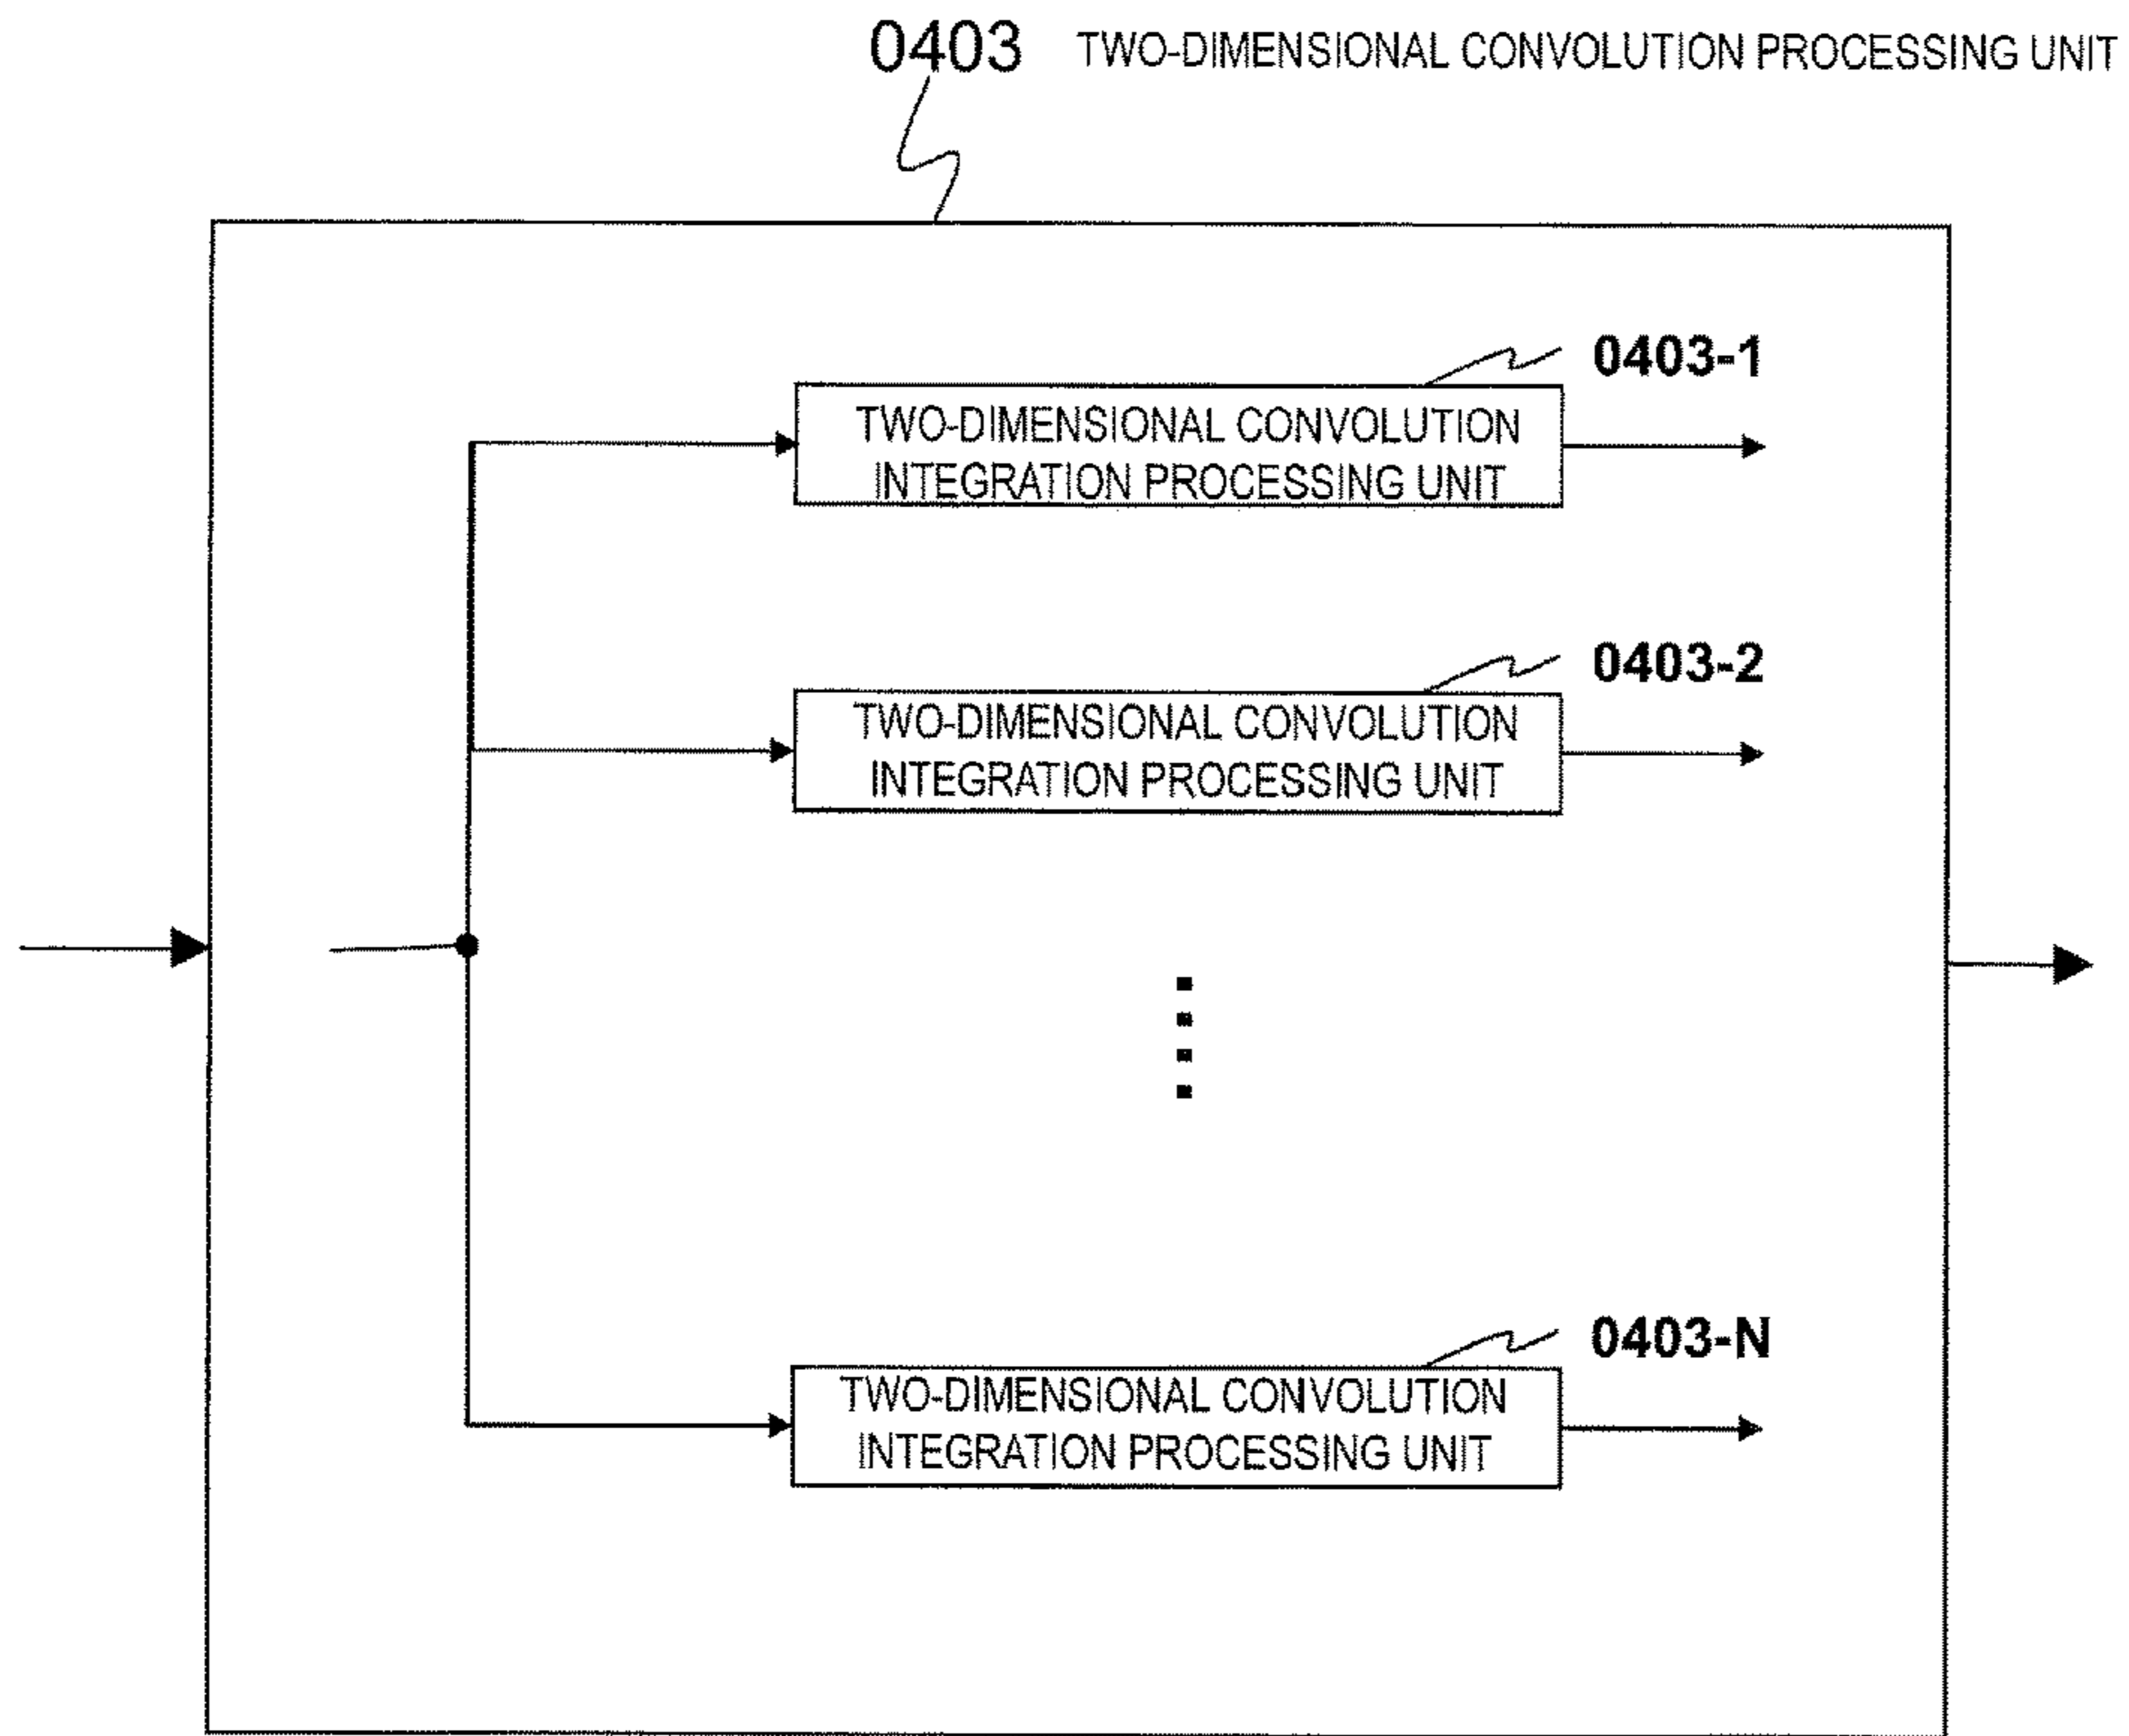 0403 TWO-DIMENSIONAL CONVOLUTION PROCESSING UNIT
0403-1
TWO-DIMENSIONAL CONVOLUTION
INTEGRATION PROCESSING UNIT
0403-2
TWO-DIMENSIONAL CONVOLUTION
INTEGRATION PROCESSING UNIT
0403-N
TWO-DIMENSIONAL CONVOLUTION
INTEGRATION PROCESSING UNIT